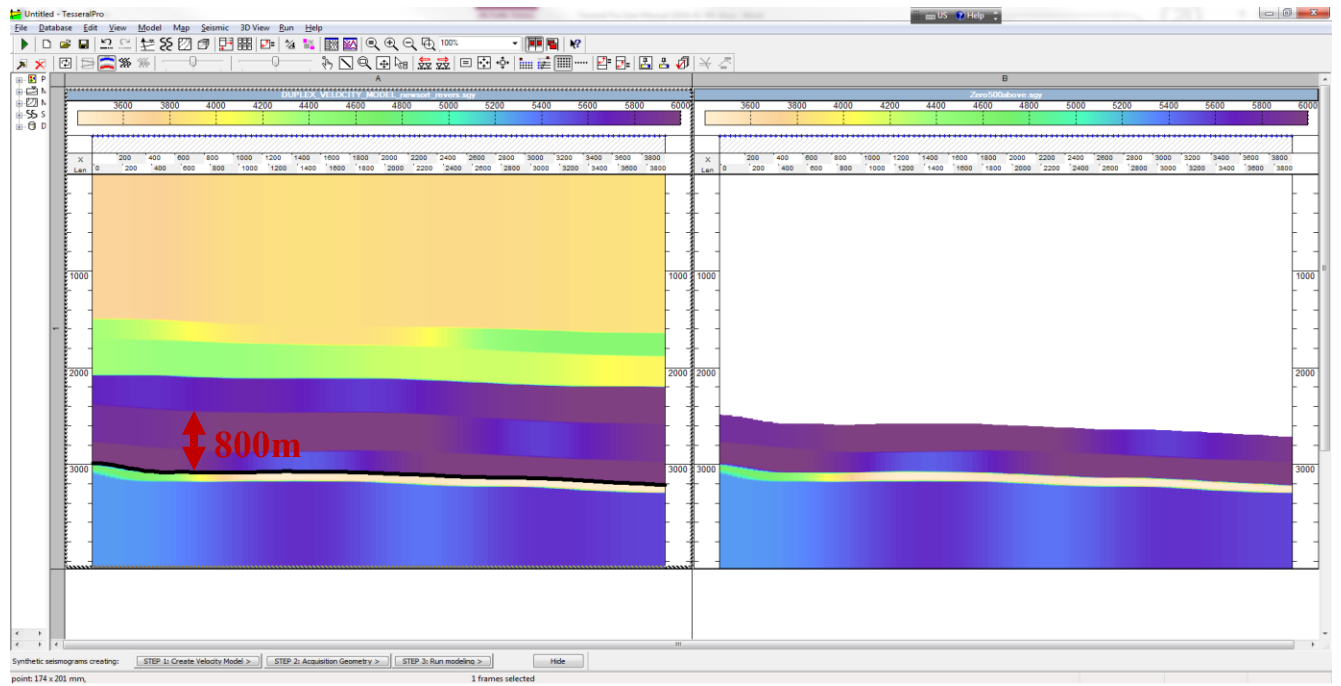 Untitled - TesseralPro
US Help
File Database Edit View Model Map Seismic 3D View Run Help
100%
A B
P
DUPLEX_VELOCITY_MODEL_newsort_revers.sgy Zero500above.sgy
3600 3800 4000 4200 4400 4600 4800 5000 5200 5400 5600 5800 6000 3600 3800 4000 4200 4400 4600 4800 5000 5200 5400 5600 5800 6000
S
D
X 200 400 600 800 1000 1200 1400 1600 1800 2000 2200 2400 2600 2800 3000 3200 3400 3600 3800 X 200 400 600 800 1000 1200 1400 1600 1800 2000 2200 2400 2600 2800 3000 3200 3400 3600 3800
Len 0 200 400 600 800 1000 1200 1400 1600 1800 2000 2200 2400 2600 2800 3000 3200 3400 3600 3800 Len 0 200 400 600 800 1000 1200 1400 1600 1800 2000 2200 2400 2600 2800 3000 3200 3400 3600 3800
1000 1000 1000 1000
1
2000 2000 2000 2000
800m
3000 3000 3000 3000
Synthetic seismograms creating: STEP 1: Create Velocity Model > STEP 2: Acquisition Geometry > STEP 3: Run modeling > Hide
point: 174 x 201 mm, 1 frames selected